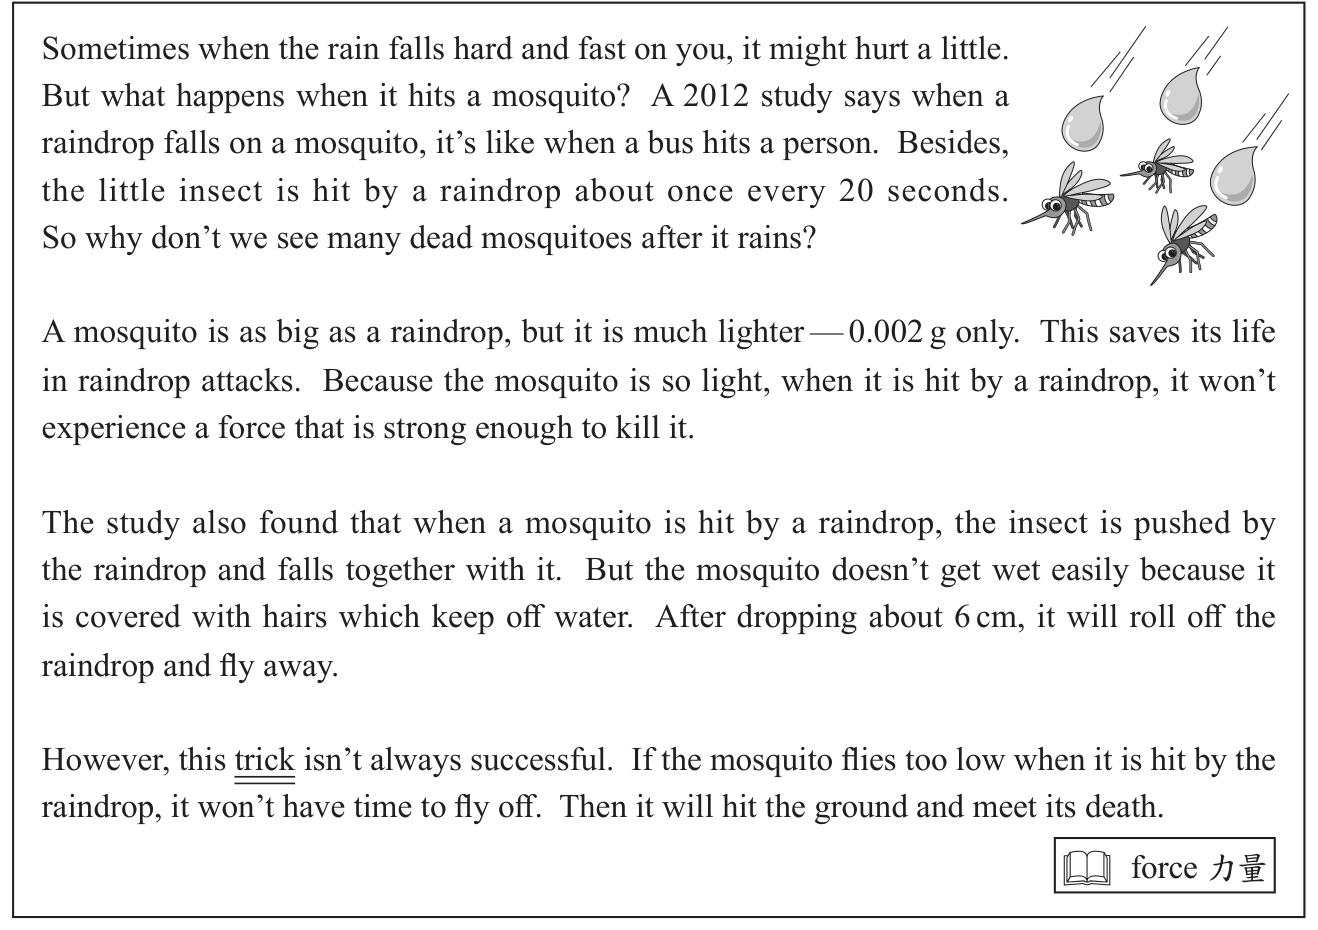 Sometimes when the rain falls hard and fast on you, it might hurt a little.
But what happens when it hits a mosquito? A 2012 study says when a
raindrop falls on a mosquito, it's like when a bus hits a person. Besides,
the little insect is hit by a raindrop about once every 20 seconds.
So why don't we see many dead mosquitoes after it rains?
A mosquito is as big as a raindrop, but it is much lighter—0.002 g only. This saves its life
in raindrop attacks. Because the mosquito is so light, when it is hit by a raindrop, it won't
experience a force that is strong enough to kill it.
The study also found that when a mosquito is hit by a raindrop, the insect is pushed by
the raindrop and falls together with it. But the mosquito doesn't get wet easily because it
is covered with hairs which keep off water. After dropping about 6 cm, it will roll off the
raindrop and fly away.
However, this trick isn't always successful. If the mosquito flies too low when it is hit by the
raindrop, it won't have time to fly off. Then it will hit the ground and meet its death.
force 力量